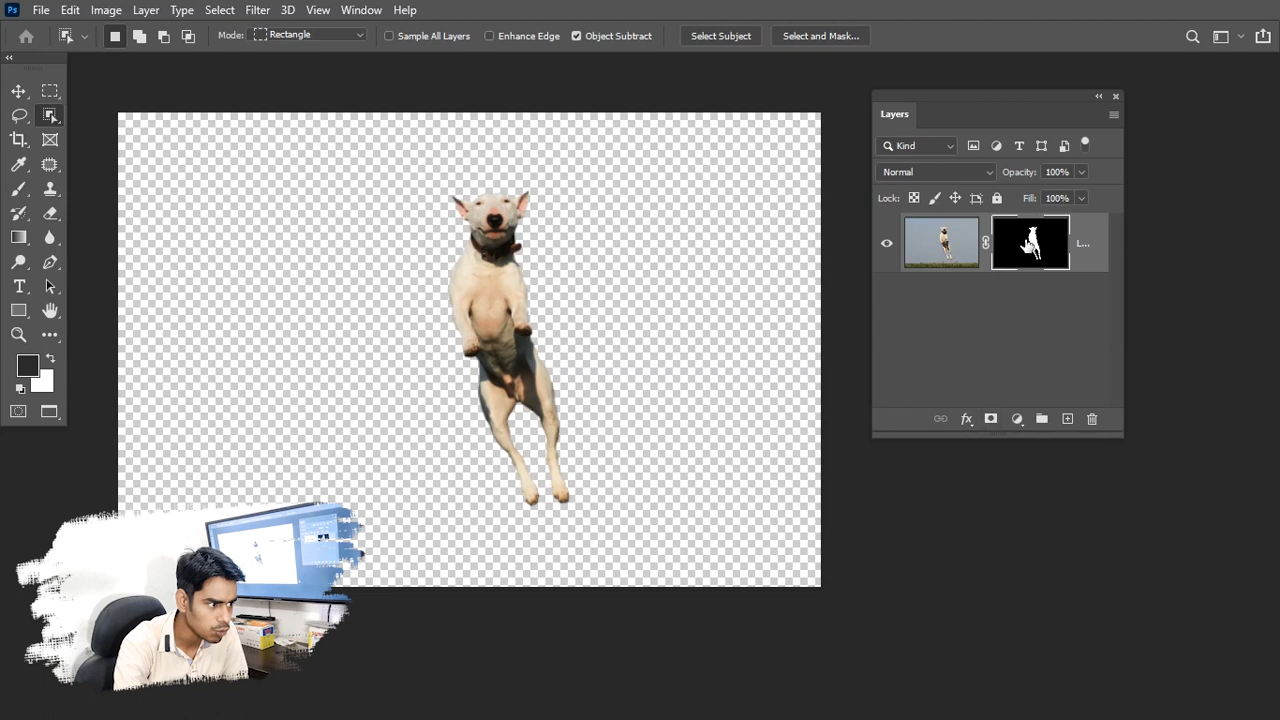 Ps File Edit Image Layer Type Select Filter 3D View Window Help
Mode: Rectangle Sample All Layers Enhance Edge Object Subtract Select Subject Select and Mask...
Layers
Kind
Normal Opacity: 100%
Lock: Fill: 100%
L...